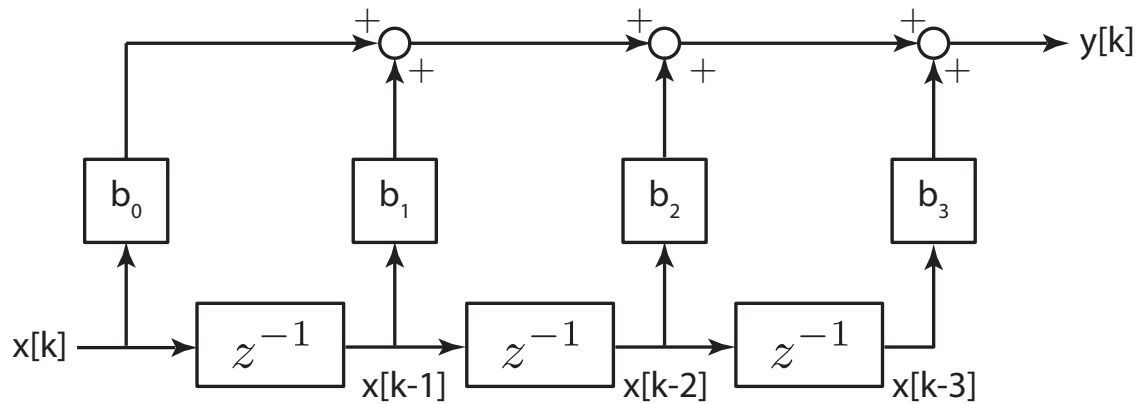 + + +
y[k]
+ + +
b₀ b₁ b₂ b₃
x[k] z⁻¹ z⁻¹ z⁻¹
x[k-1] x[k-2] x[k-3]